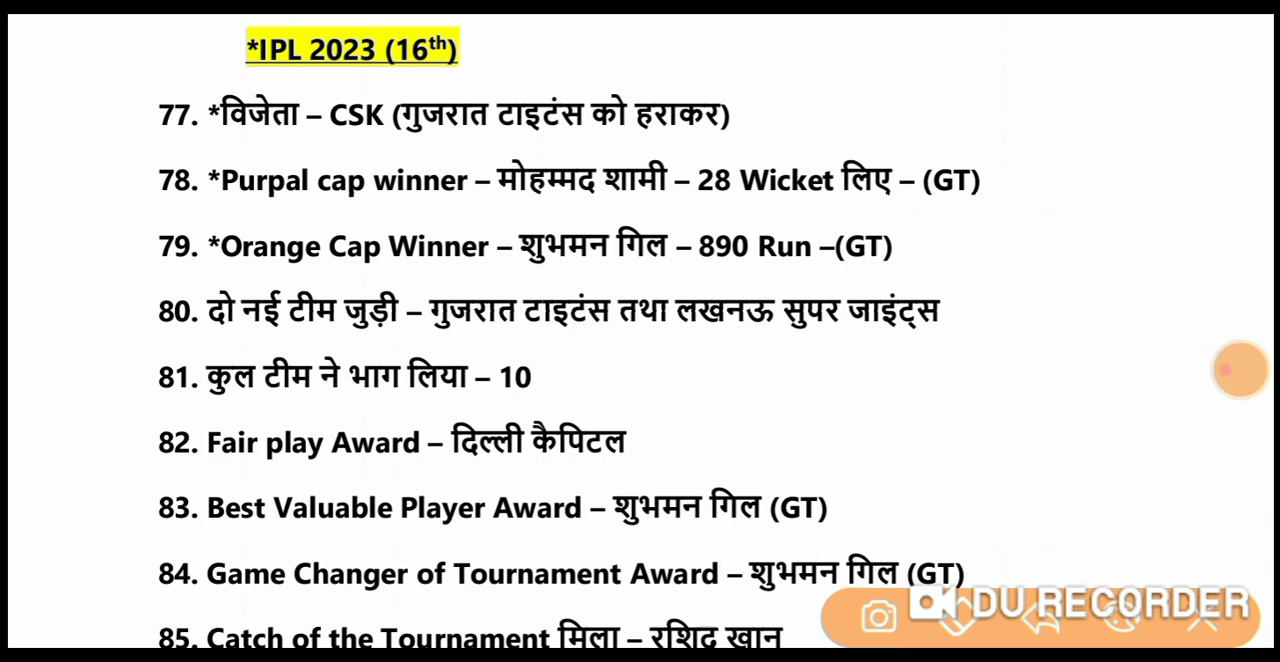 *IPL 2023 (16th)
77. *विजेता – CSK (गुजरात टाइटंस को हराकर)
78. *Purpal cap winner – मोहम्मद शामी – 28 Wicket लिए – (GT)
79. *Orange Cap Winner – शुभमन गिल – 890 Run –(GT)
80. दो नई टीम जुड़ी – गुजरात टाइटंस तथा लखनऊ सुपर जाइंट्स
81. कुल टीम ने भाग लिया – 10
82. Fair play Award – दिल्ली कैपिटल
83. Best Valuable Player Award – शुभमन गिल (GT)
84. Game Changer of Tournament Award – शुभमन गिल (GT)
DU RECORDER
85. Catch of the Tournament मिला – रशिद खान